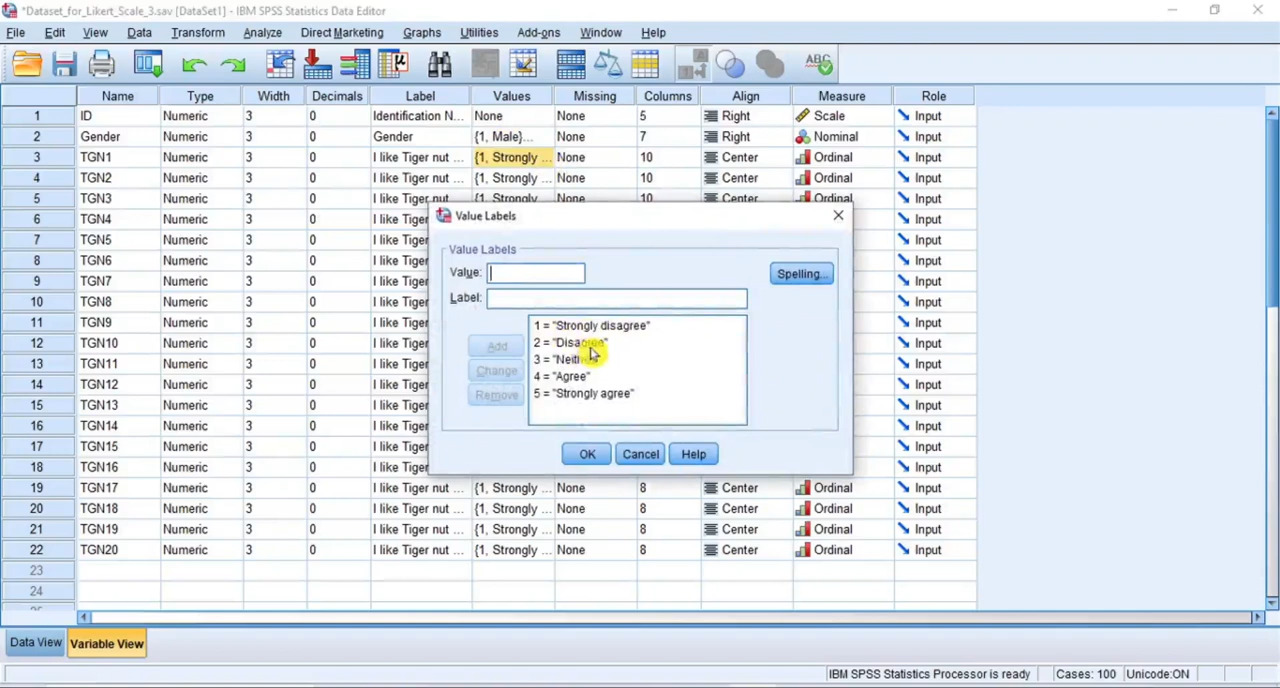 *Dataset_for_Likert_Scale_3.sav [DataSet1] - IBM SPSS Statistics Data Editor
File Edit View Data Transform Analyze Direct Marketing Graphs Utilities Add-ons Window Help
Name Type Width Decimals Label Values Missing Columns Align Measure Role
1 ID Numeric 3 0 Identification N... None None 5 Right Scale Input
2 Gender Numeric 3 0 Gender {1, Male}... None 7 Right Nominal Input
3 TGN1 Numeric 3 0 I like Tiger nut ... {1, Strongly ... None 10 Center Ordinal Input
4 TGN2 Numeric 3 0 I like Tiger nut ... {1, Strongly ... None 10 Center Ordinal Input
5 TGN3 Numeric 3 0 I like Tiger nut ... {1, Strongly ... None 10 Center Ordinal Input
6 TGN4 Numeric 3 0 I like Tiger Input
7 TGN5 Numeric 3 0 I like Tiger Input
8 TGN6 Numeric 3 0 I like Tiger Input
9 TGN7 Numeric 3 0 I like Tiger Input
10 TGN8 Numeric 3 0 I like Tiger Input
11 TGN9 Numeric 3 0 I like Tiger Input
12 TGN10 Numeric 3 0 I like Tiger Input
13 TGN11 Numeric 3 0 I like Tiger Input
14 TGN12 Numeric 3 0 I like Tiger Input
15 TGN13 Numeric 3 0 I like Tiger Input
16 TGN14 Numeric 3 0 I like Tiger Input
17 TGN15 Numeric 3 0 I like Tiger Input
18 TGN16 Numeric 3 0 I like Tiger Input
19 TGN17 Numeric 3 0 I like Tiger nut ... {1, Strongly ... None 8 Center Ordinal Input
20 TGN18 Numeric 3 0 I like Tiger nut ... {1, Strongly ... None 8 Center Ordinal Input
21 TGN19 Numeric 3 0 I like Tiger nut ... {1, Strongly ... None 8 Center Ordinal Input
22 TGN20 Numeric 3 0 I like Tiger nut ... {1, Strongly ... None 8 Center Ordinal Input
23
24
Value Labels
Value Labels
Value: Spelling...
Label:
1 = "Strongly disagree"
Add 2 = "Disagree"
3 = "Neither
Change 4 = "Agree"
Remove 5 = "Strongly agree"
OK Cancel Help
Data View Variable View
IBM SPSS Statistics Processor is ready Cases: 100 Unicode:ON